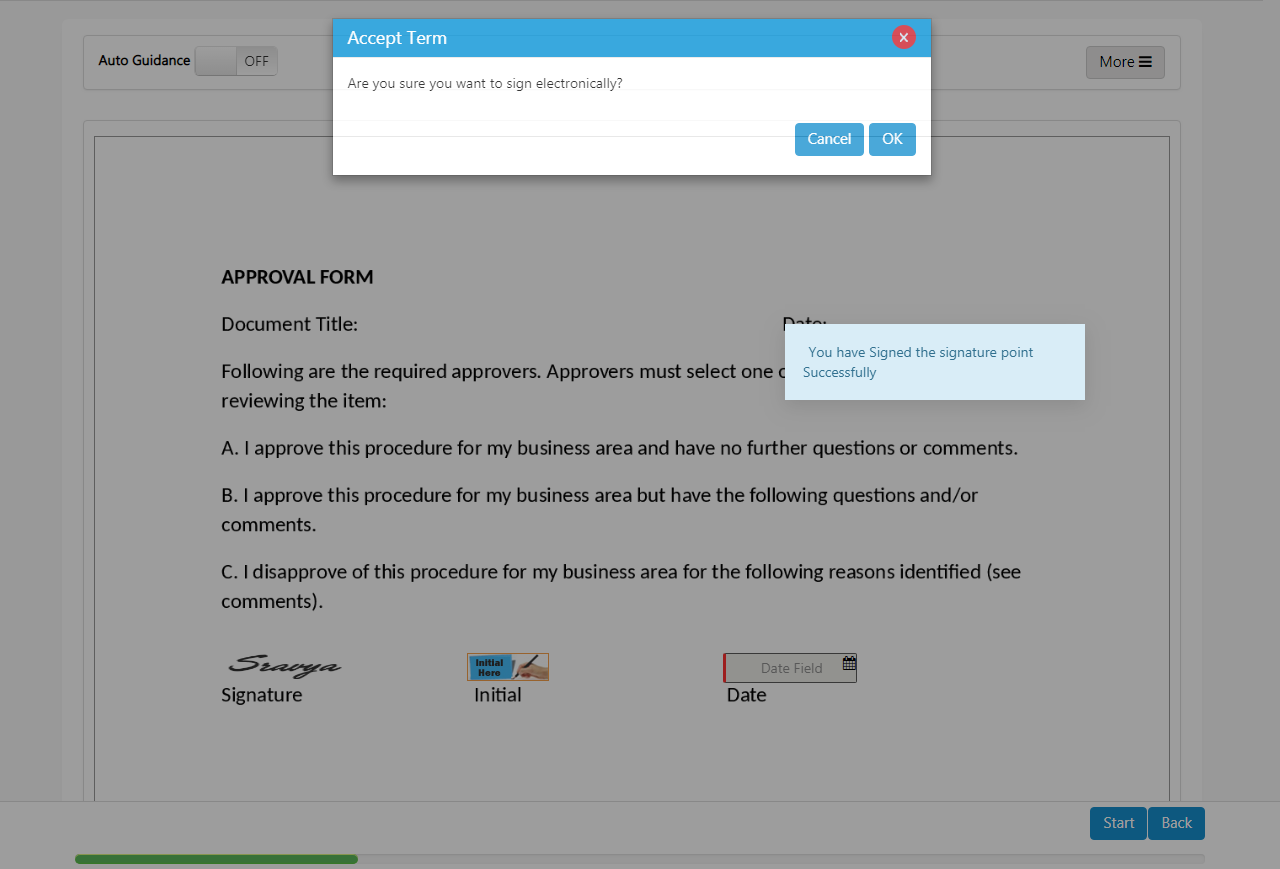 Accept Term
Auto Guidance OFF
More
Are you sure you want to sign electronically?
Cancel OK
APPROVAL FORM
Document Title: Date:
You have Signed the signature point
Successfully
Following are the required approvers. Approvers must select one
reviewing the item:
A. I approve this procedure for my business area and have no further questions or comments.
B. I approve this procedure for my business area but have the following questions and/or
comments.
C. I disapprove of this procedure for my business area for the following reasons identified (see
comments).
Sravya Initial Here Date Field
Signature Initial Date
Start Back